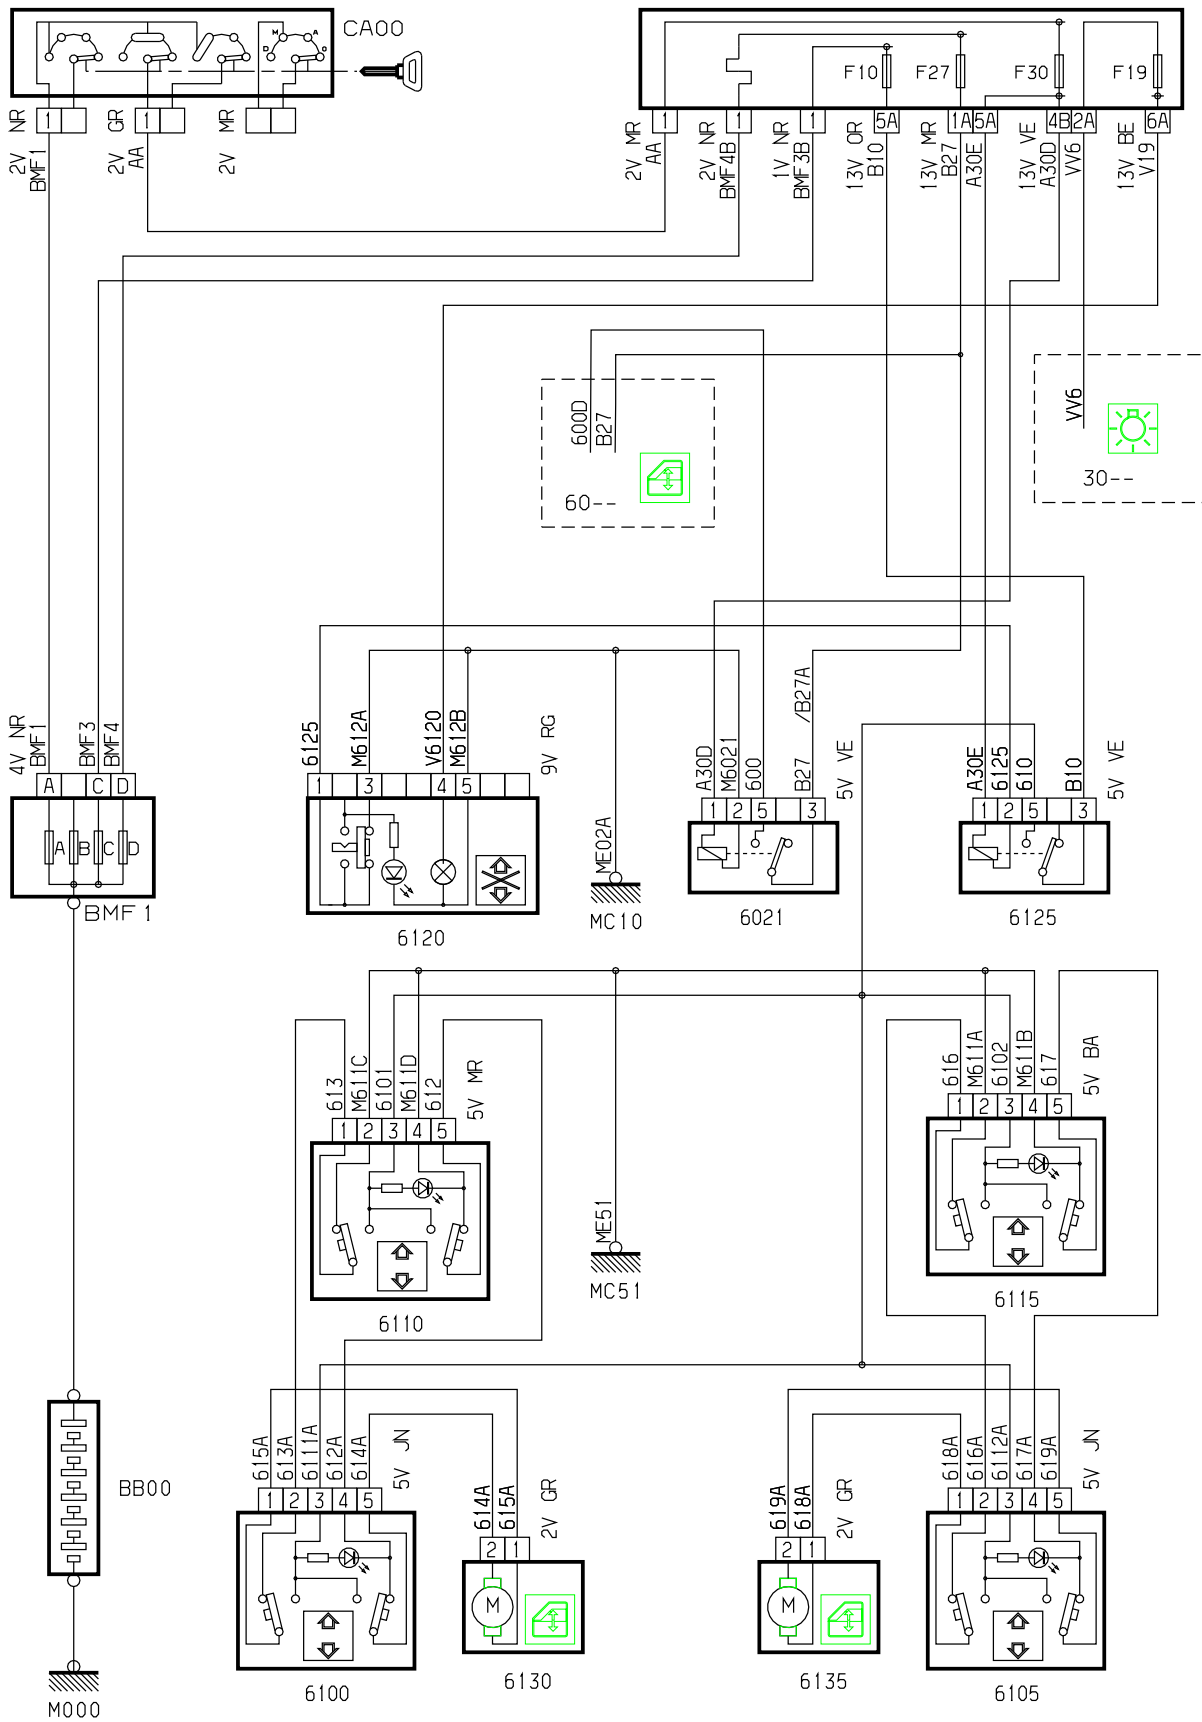 CA00
M A
D 0
F10 F27 F30 F19
1 1
1 1 1 5A 1A 5A 4B 2A 6A
2V NR
BMF1
2V GR
AA
2V MR
2V MR
AA
2V NR
BMF4B
1V NR
BMF3B
13V OR
B10
13V MR
B27
A30E
13V VE
A30D
VV6
13V BE
V19
600D
B27
60--
VV6
30--
4V NR
BMF1
BMF3
BMF4
A C D
A B C D
BMF1
6125
M612A
V6120
M612B
9V RG
1 3 4 5
6120
ME02A
MC10
A30D
M6021
600
/B27A
B27
5V VE
1 2 5 3
6021
A30E
6125
610
B10
5V VE
1 2 5 3
6125
613
M611C
6101
M611D
612
5V MR
1 2 3 4 5
6110
ME51
MC51
616
M611A
6102
M611B
617
5V BA
1 2 3 4 5
6115
BB00
M000
615A
613A
6111A
612A
614A
5V JN
1 2 3 4 5
6100
614A
615A
2V GR
2 1
M
6130
619A
618A
2V GR
2 1
M
6135
618A
616A
6112A
617A
619A
5V JN
1 2 3 4 5
6105